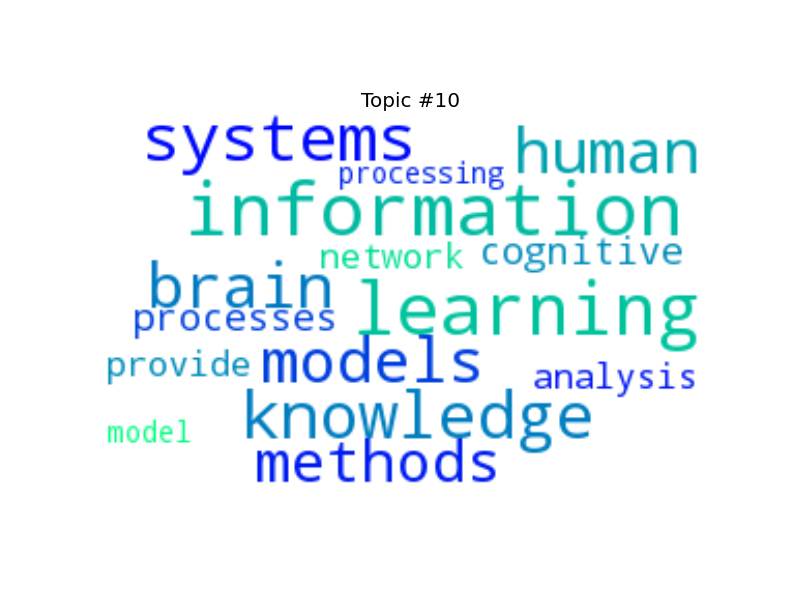 Topic #10
systems
human
processing
information
network
cognitive
brain
learning
processes
models
provide
analysis
knowledge
model
methods